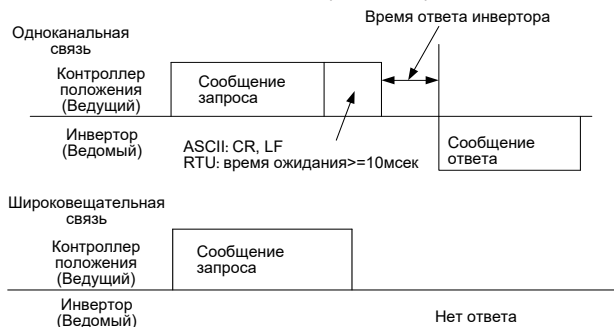 Время ответа инвертора
Одноканальная
связь
Контроллер
положения
(Ведущий)
Сообщение
запроса
Инвертор
(Ведомый)
ASCII: CR, LF
RTU: время ожидания>=10мсек
Сообщение
ответа
Широковещательная
связь
Контроллер
положения
(Ведущий)
Сообщение
запроса
Инвертор
(Ведомый)
Нет ответа